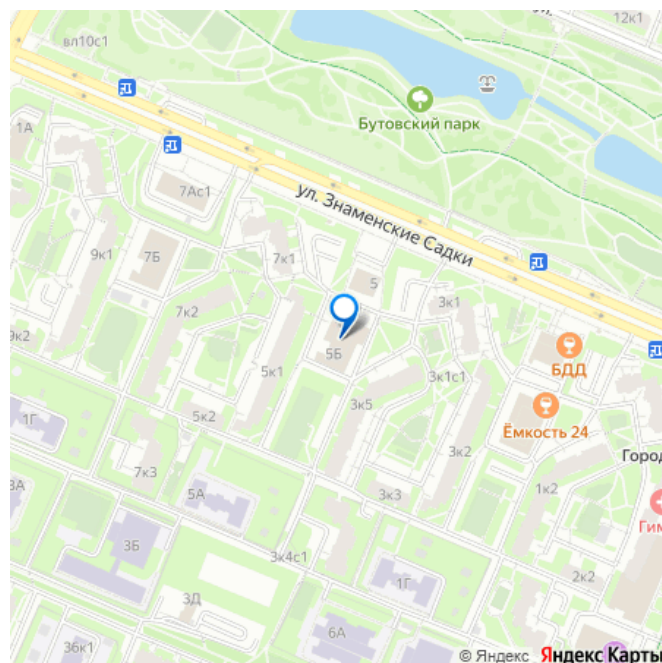 12к1
ул.
вл10с1
Бутовский парк
1А
7Ас1
ул. Знаменские Садки
9к1
7Б
7к1
5
3к1
7к2
9к2
5Б
5к1
3к1с1
БДД
1Г
5к2
3к5
Ёмкость 24
3к2
Город
7к3
3А
5А
3к3
1к2
Гим
3Б
3к4с1
1Г
2к2
3Д
6А
36к1
© Яндекс Яндекс Карты